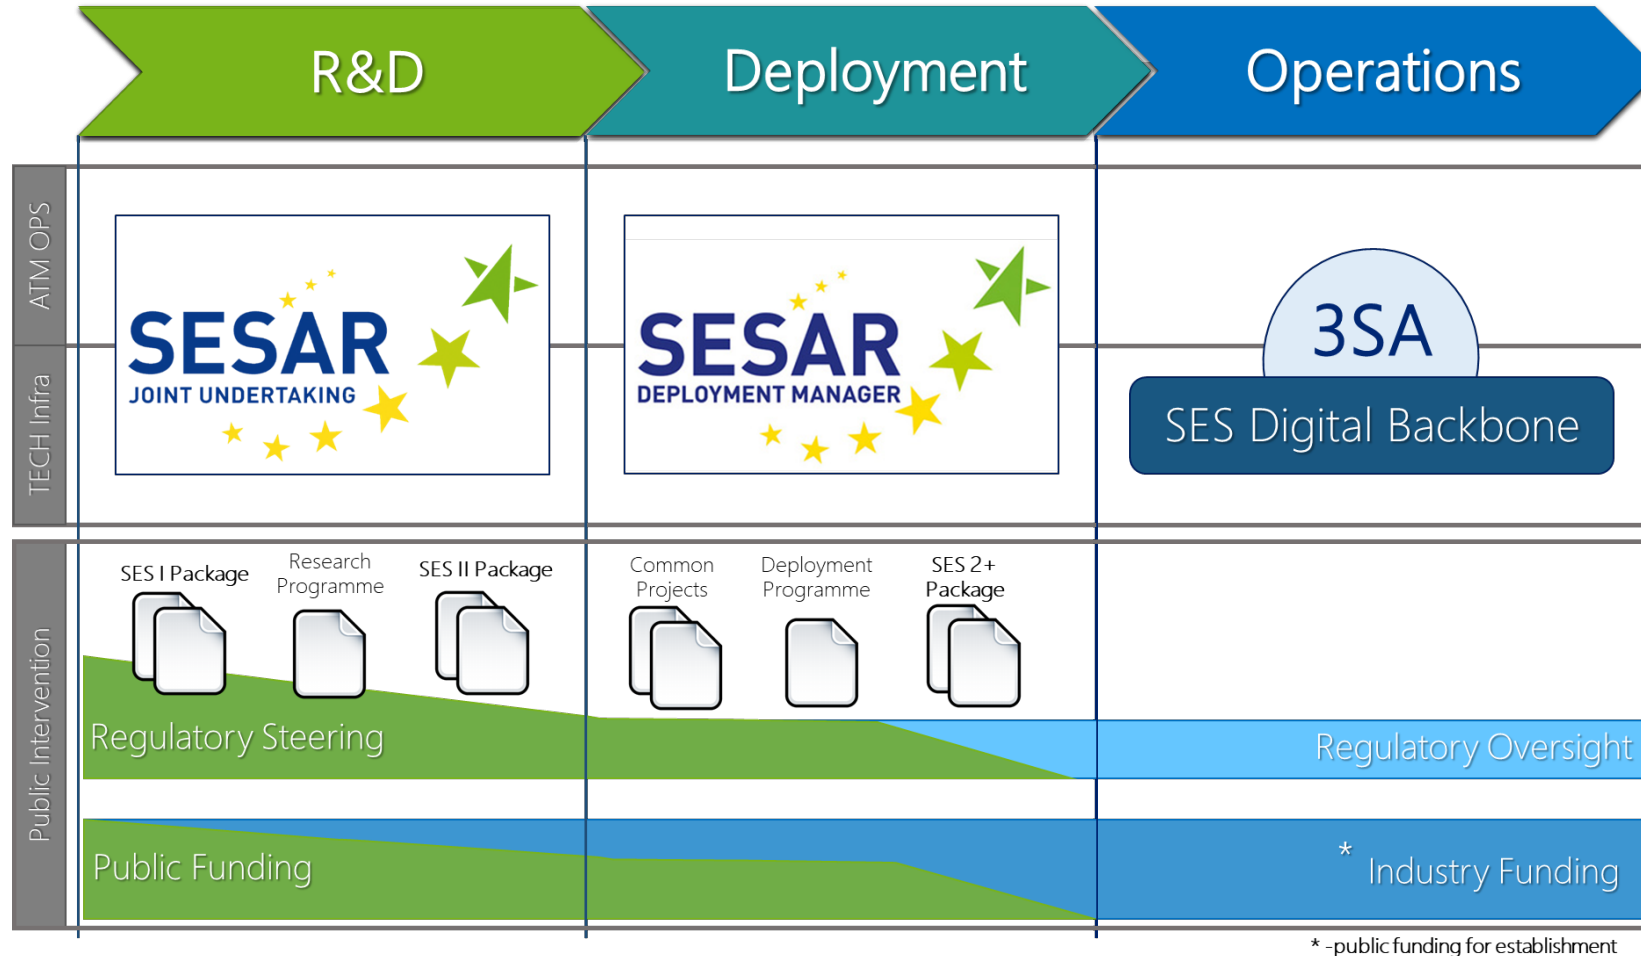 R&D
Deployment
Operations
ATM OPS
SESAR
JOINT UNDERTAKING
SESAR
DEPLOYMENT MANAGER
3SA
TECH Infra
SES Digital Backbone
Public Intervention
SES I Package
Research
Programme
SES II Package
Common
Projects
Deployment
Programme
SES 2+
Package
Regulatory Steering
Regulatory Oversight
Public Funding
* Industry Funding
* -public funding for establishment